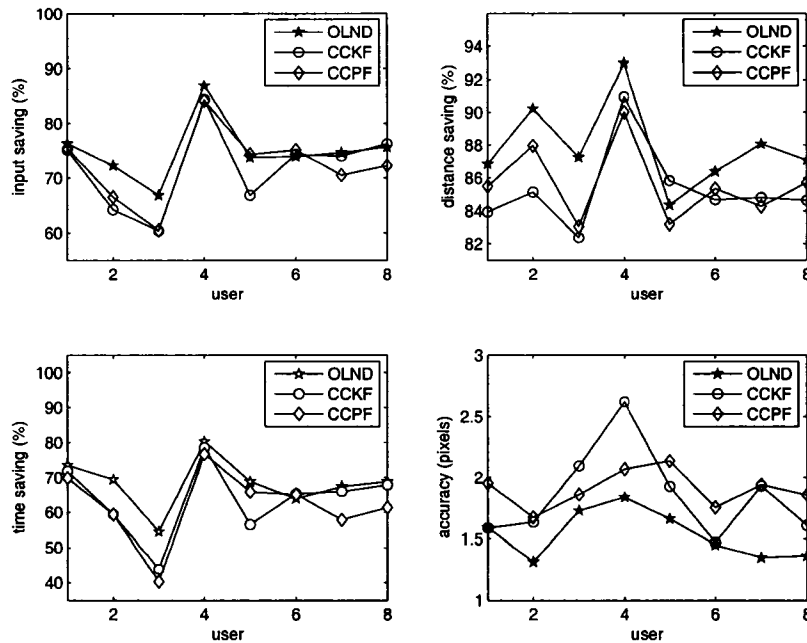 100
90
80
70
60
input saving (%)
2
4
6
8
user
OLND
CCKF
CCPF
94
92
90
88
86
84
82
distance saving (%)
2
4
6
8
user
OLND
CCKF
CCPF
100
90
80
70
60
50
40
time saving (%)
2
4
6
8
user
OLND
CCKF
CCPF
3
2.5
2
1.5
1
accuracy (pixels)
2
4
6
8
user
OLND
CCKF
CCPF